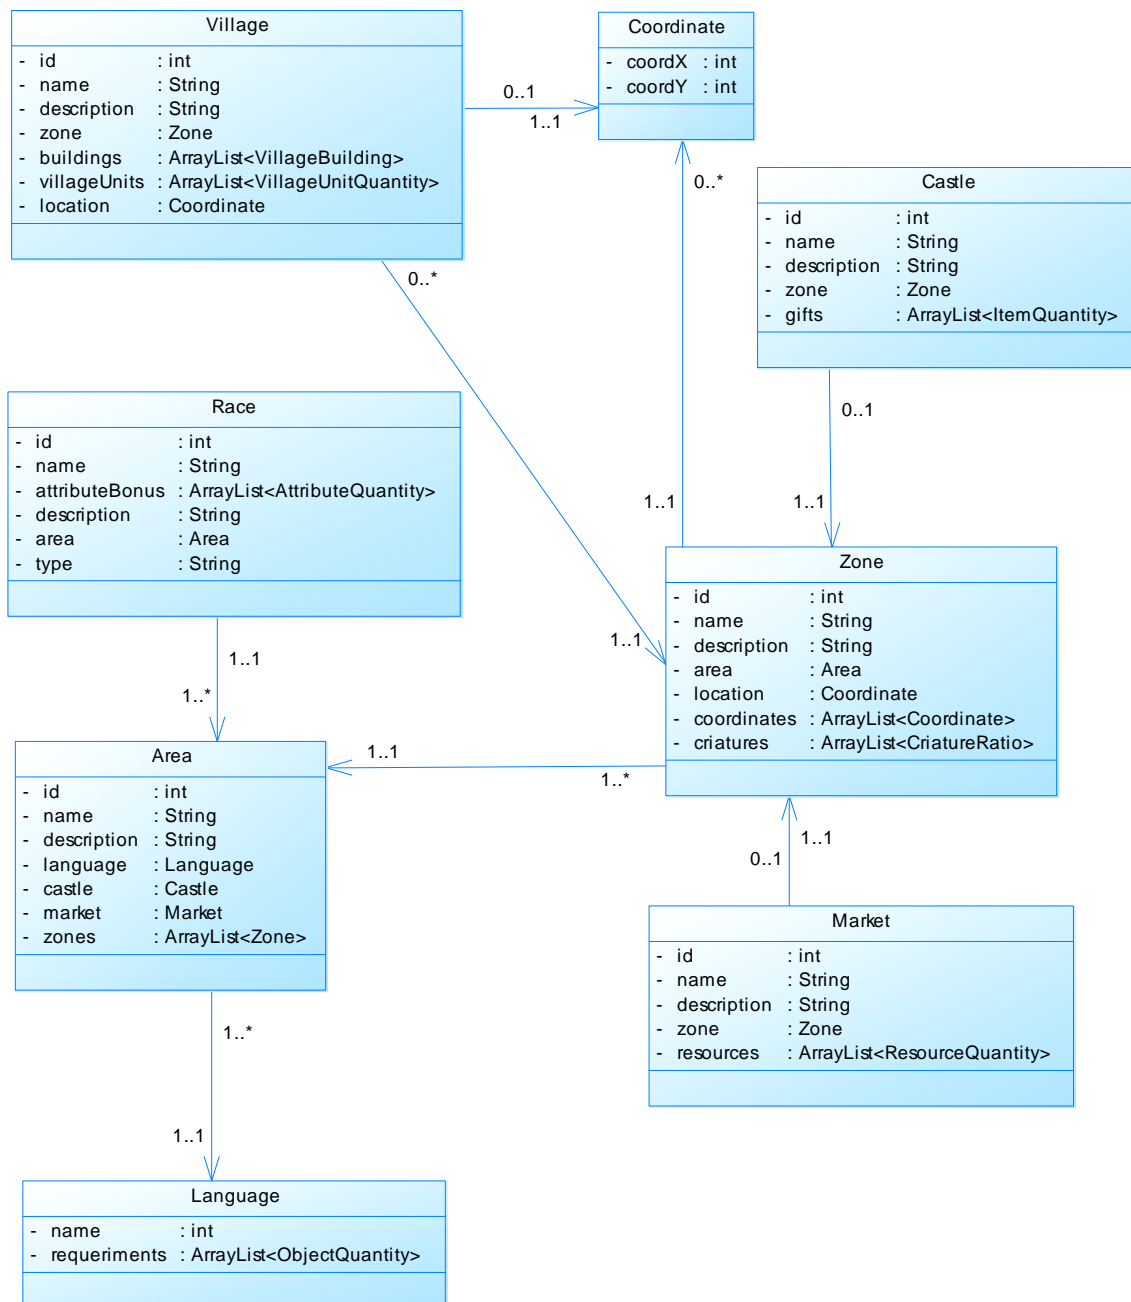 Village
- id : int
- name : String
- description : String
- zone : Zone
- buildings : ArrayList<VillageBuilding>
- villageUnits : ArrayList<VillageUnitQuantity>
- location : Coordinate
0..1
1..1
Coordinate
- coordX : int
- coordY : int
0..*
0..*
Castle
- id : int
- name : String
- description : String
- zone : Zone
- gifts : ArrayList<ItemQuantity>
0..1
1..1
1..1
Race
- id : int
- name : String
- attributeBonus : ArrayList<AttributeQuantity>
- description : String
- area : Area
- type : String
1..1
1..*
1..1
Zone
- id : int
- name : String
- description : String
- area : Area
- location : Coordinate
- coordinates : ArrayList<Coordinate>
- criatures : ArrayList<CriatureRatio>
1..1
1..*
Area
- id : int
- name : String
- description : String
- language : Language
- castle : Castle
- market : Market
- zones : ArrayList<Zone>
1..1
0..1
Market
- id : int
- name : String
- description : String
- zone : Zone
- resources : ArrayList<ResourceQuantity>
1..*
1..1
Language
- name : int
- requeriments : ArrayList<ObjectQuantity>